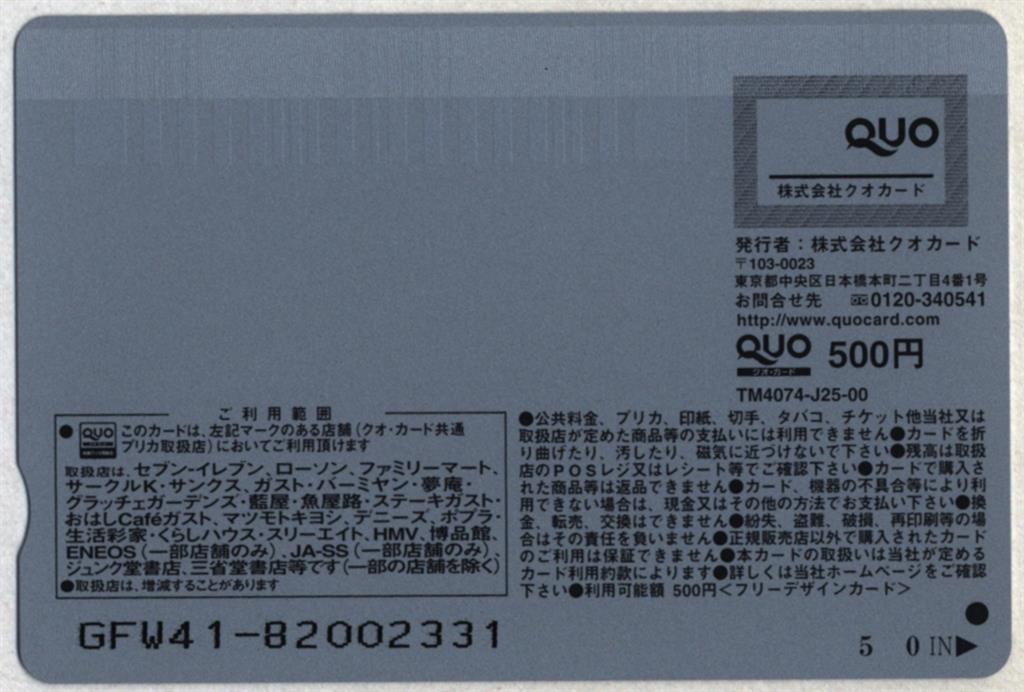 QUO
株式会社クオカード
発行者：株式会社クオカード
〒103-0023
東京都中央区日本橋本町二丁目4番1号
お問合せ先 0120-340541
http://www.quocard.com
QUO 500円
クオ・カード
TM4074-J25-00
ご利用範囲
●QUO このカードは、左記マークのある店舗（クオ・カード共通
プリカ取扱店）においてご利用頂けます
取扱店は、セブン-イレブン、ローソン、ファミリーマート、
サークルK・サンクス、ガスト・バーミヤン・夢庵・
グラッチェガーデンズ・藍屋・魚屋路・ステーキガスト・
おはしCaféガスト、マツモトキヨシ、デニーズ、ポプラ・
生活彩家・くらしハウス・スリーエイト、HMV、博品館、
ENEOS（一部店舗のみ）、JA-SS（一部店舗のみ）、
ジュンク堂書店、三省堂書店等です（一部の店舗を除く）
●取扱店は、増減することがあります
●公共料金、プリカ、印紙、切手、タバコ、チケット他当社又は
取扱店が定めた商品等の支払いには利用できません●カードを折
り曲げたり、汚したり、磁気に近づけないで下さい●残高は取扱
店のPOSレジ又はレシート等でご確認下さい●カードで購入さ
れた商品等は返品できません●カード、機器の不具合等により利
用できない場合は、現金又はその他の方法でお支払い下さい●換
金、転売、交換はできません●紛失、盗難、破損、再印刷等の場
合はその責任を負いません●正規販売店以外で購入されたカード
のご利用は保証できません●本カードの取扱いは当社が定める
カード利用約款によります●詳しくは当社ホームページをご確認
下さい●利用可能額 500円＜フリーデザインカード＞
GFW41-82002331
5 0 IN▶